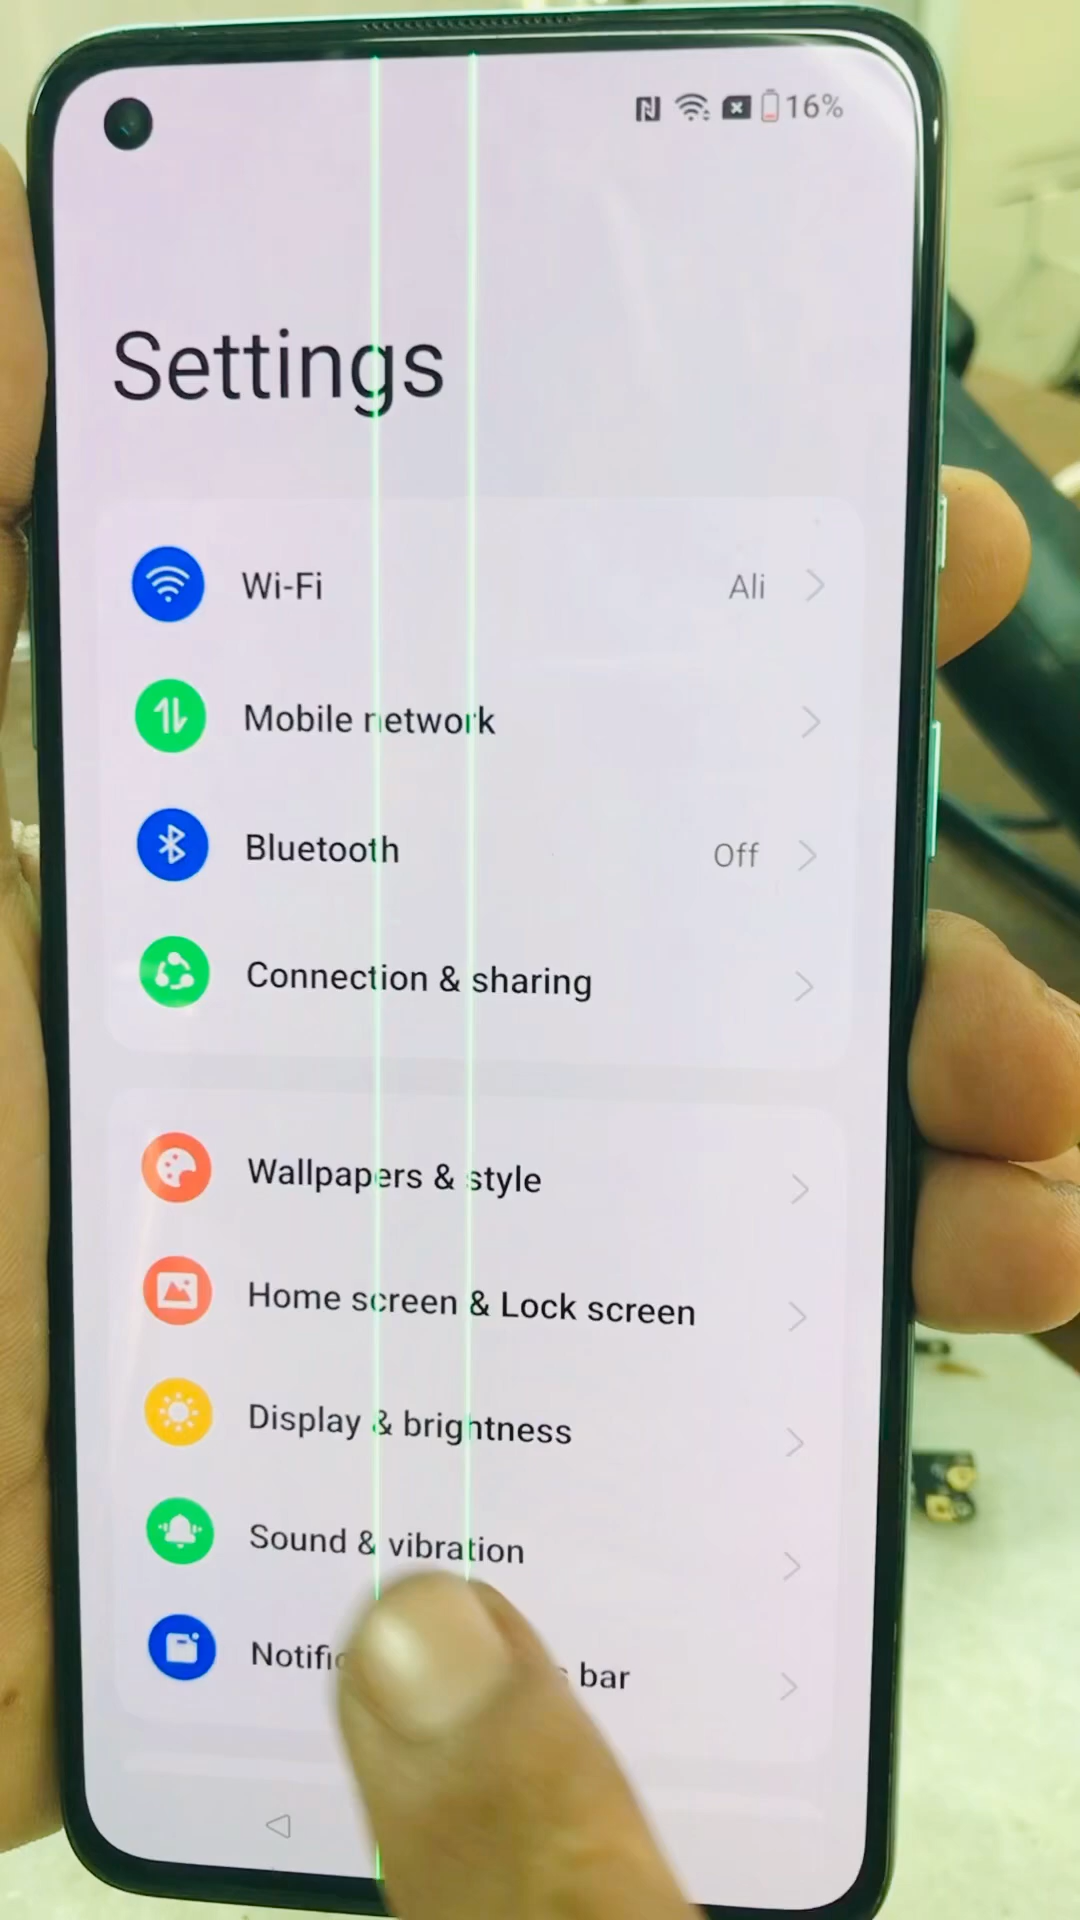 16%
Settings
Wi-Fi Ali
Mobile network
Bluetooth Off
Connection & sharing
Wallpapers & style
Home screen & Lock screen
Display & brightness
Sound & vibration
bar